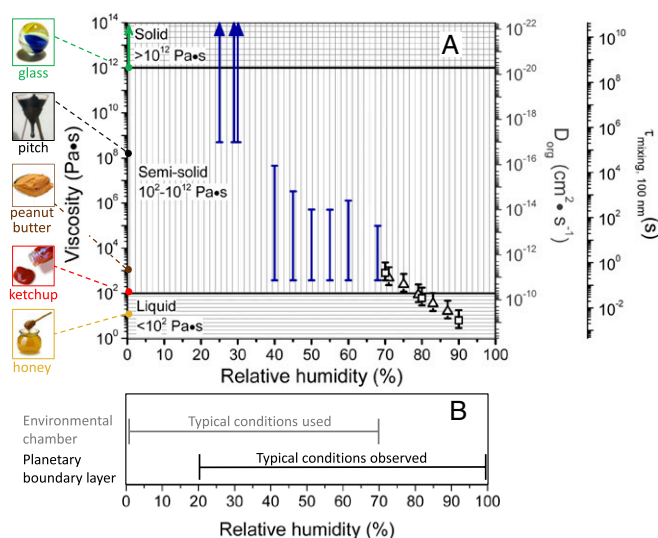 glass
pitch
peanut
butter
ketchup
honey
Viscosity (Pa•s)
10^14
10^12
10^10
10^8
10^6
10^4
10^2
10^0
Solid
>10^12 Pa•s
A
Semi-solid
10^2-10^12 Pa•s
Liquid
<10^2 Pa•s
0 10 20 30 40 50 60 70 80 90 100
Relative humidity (%)
10^-22
10^-20
10^-18
10^-16
10^-14
10^-12
10^-10
D_org (cm^2•s^-1)
10^10
10^8
10^6
10^4
10^2
10^0
10^-2
τ_mixing, 100 nm (s)
B
Environmental
chamber
Typical conditions used
Planetary
boundary layer
Typical conditions observed
0 10 20 30 40 50 60 70 80 90 100
Relative humidity (%)